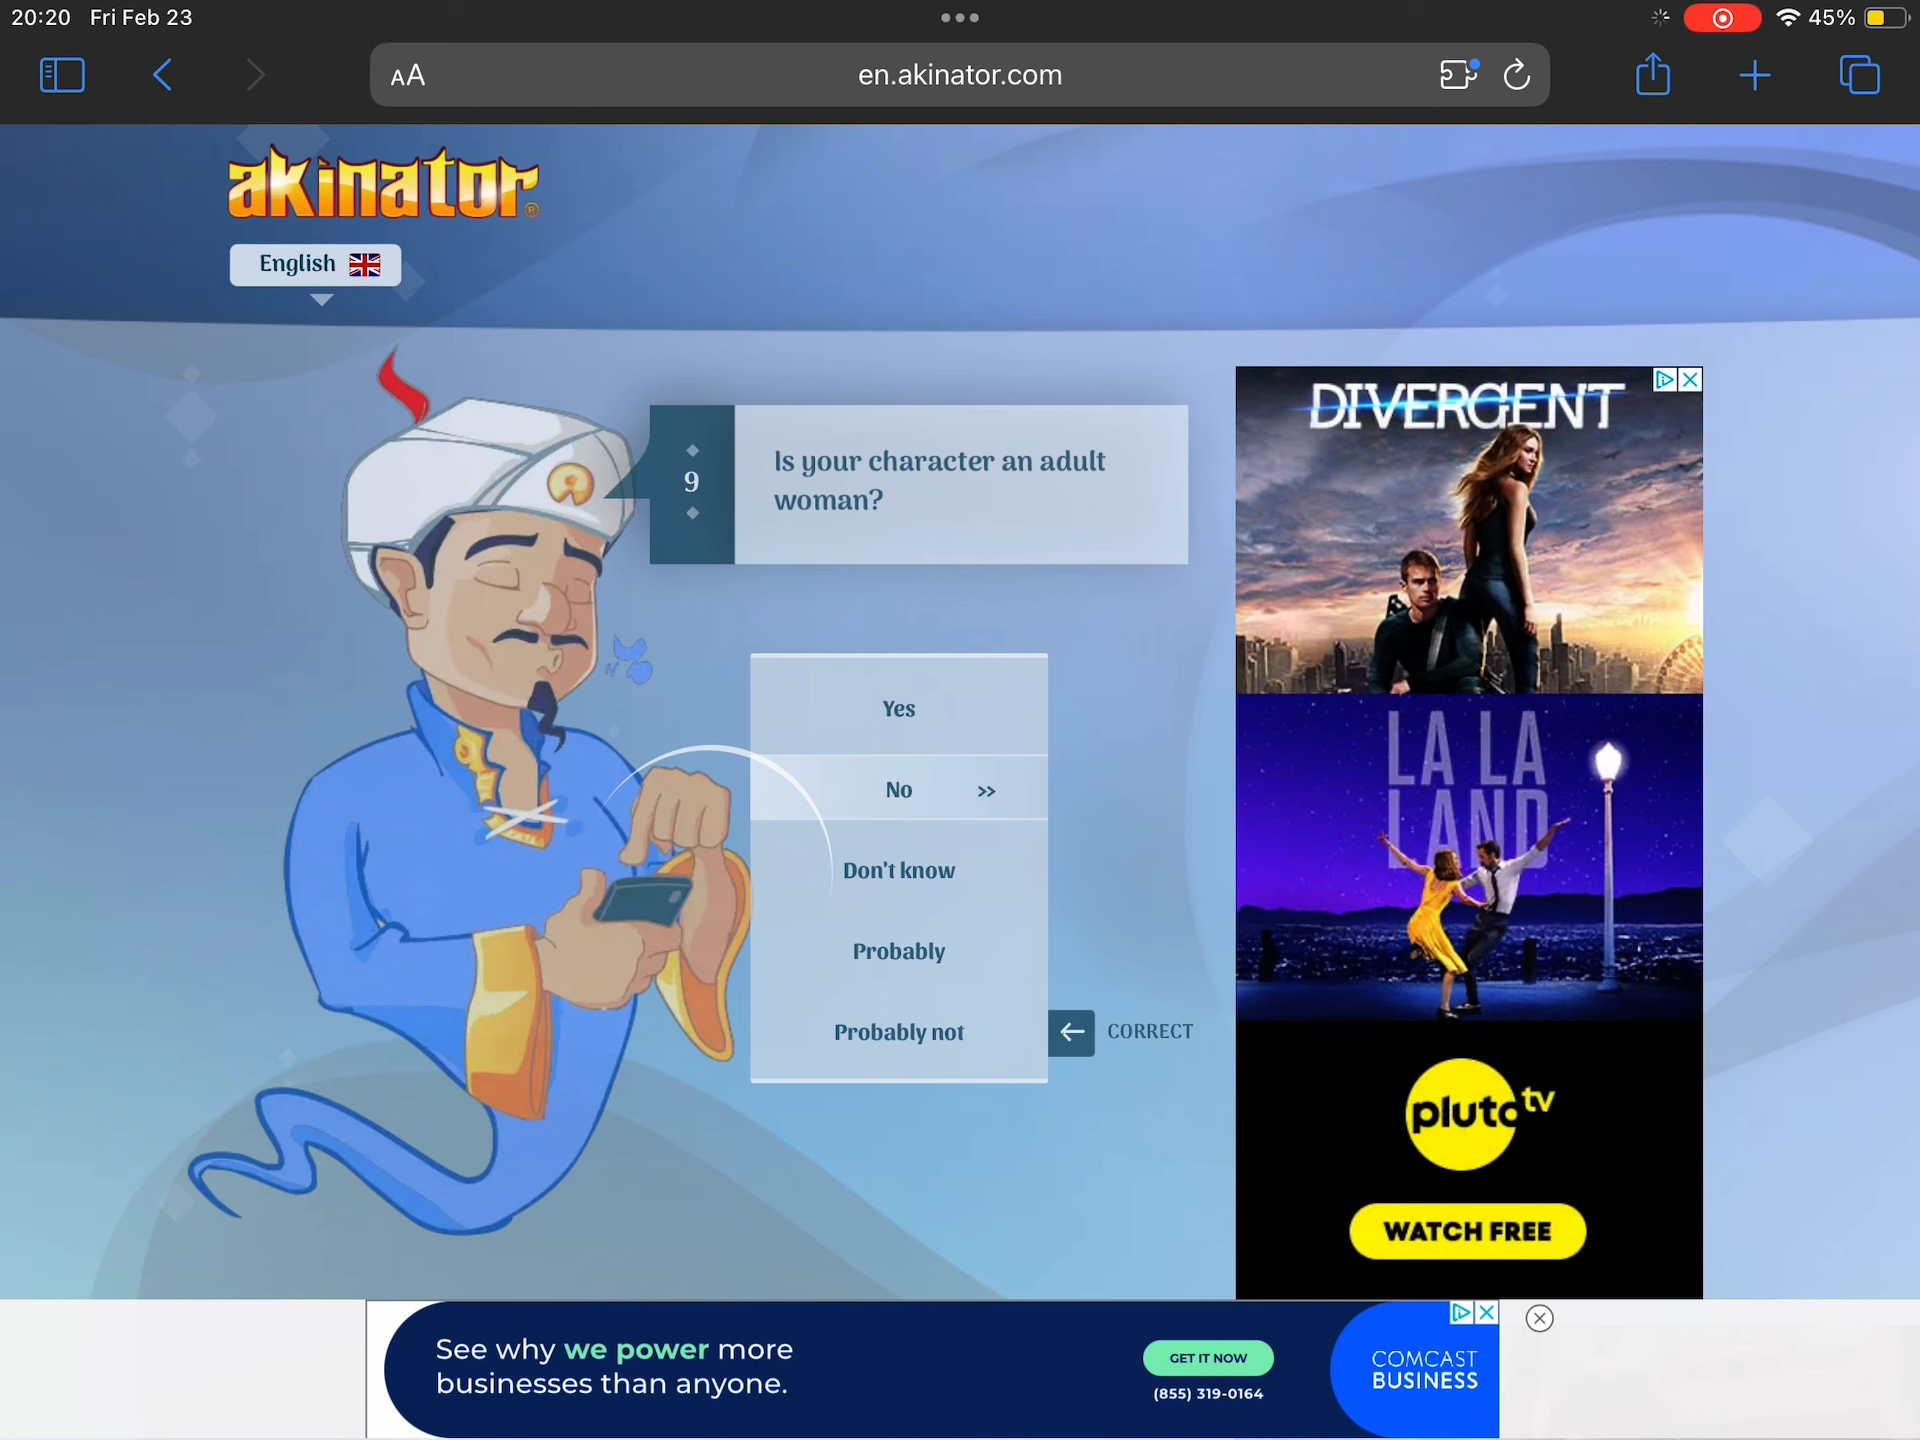 20:20 Fri Feb 23
45%
AA
en.akinator.com
akinator®
English
9
Is your character an adult
woman?
Yes
No >>
Don't know
Probably
Probably not
CORRECT
DIVERGENT
LA LA
LAND
pluto tv
WATCH FREE
See why we power more
businesses than anyone.
GET IT NOW
(855) 319-0164
COMCAST
BUSINESS